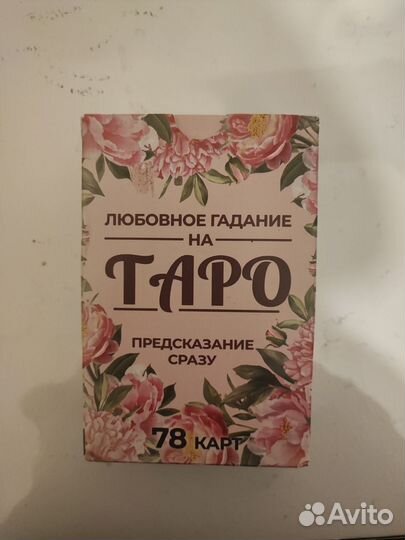 ЛЮБОВНОЕ ГАДАНИЕ
НА
ТАРО
ПРЕДСКАЗАНИЕ
СРАЗУ
78 КАРТ
Avito